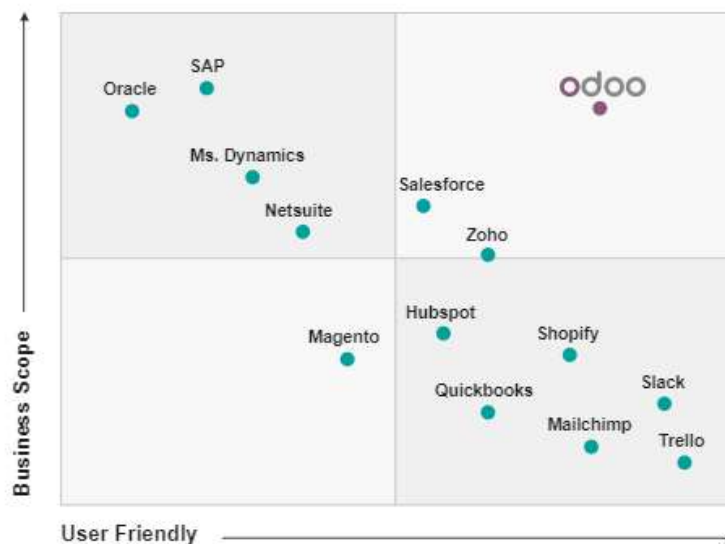 SAP
Oracle
odoo
Ms. Dynamics
Salesforce
Netsuite
Zoho
Hubspot
Magento
Shopify
Quickbooks
Slack
Mailchimp
Trello
Business Scope
User Friendly